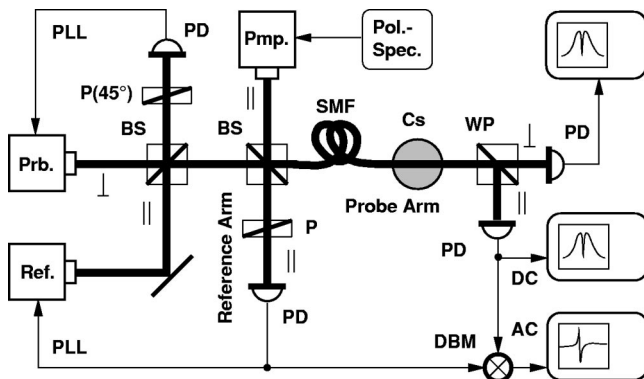 PLL
PD
Pmp.
Pol.-
Spec.
P(45°)
||
SMF
Cs
BS
BS
WP
⊥
PD
Prb.
⊥
||
Probe Arm
||
Reference Arm
P
||
Ref.
PD
DC
PD
PLL
DBM
AC